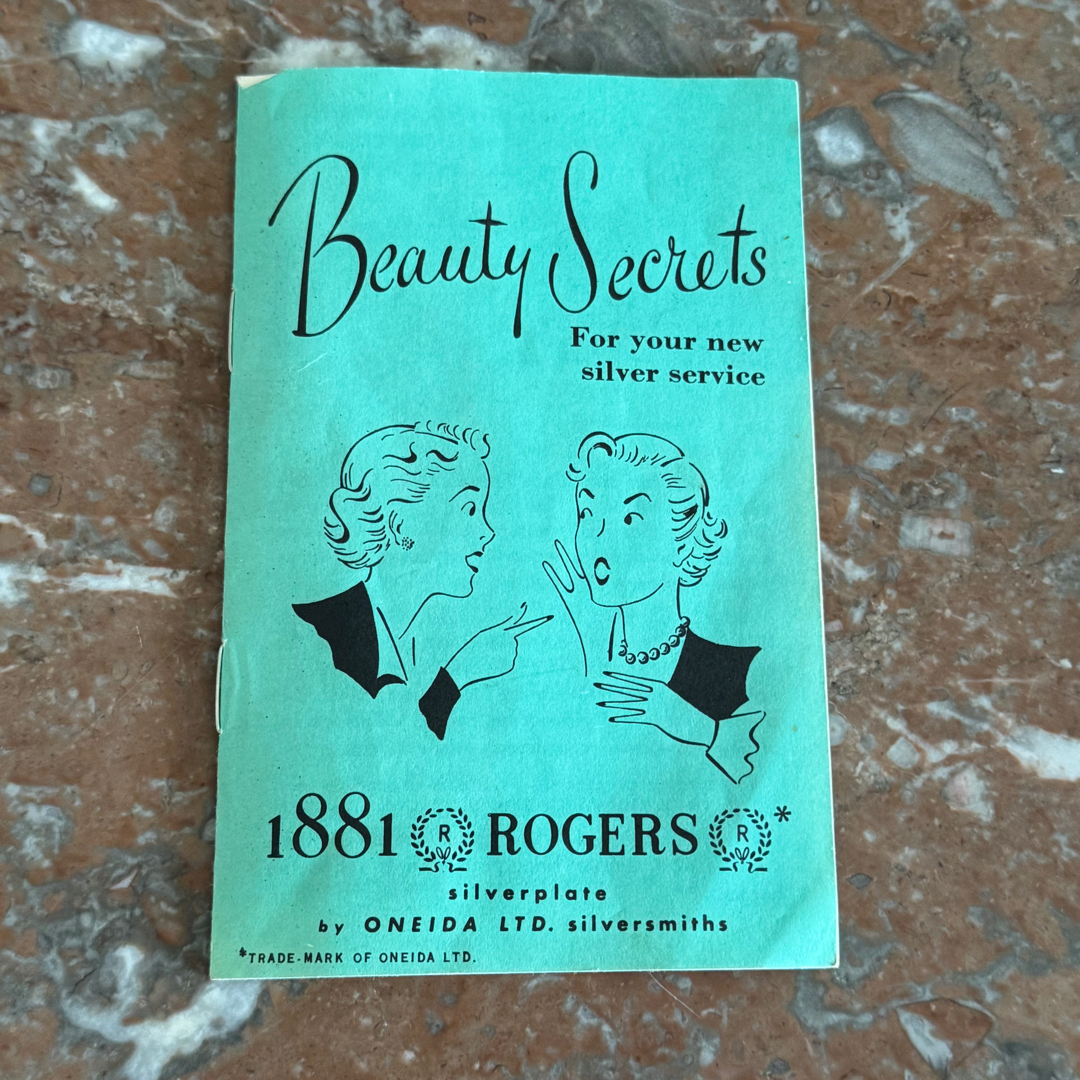 Beauty Secrets
For your new
silver service
1881 R ROGERS R *
silverplate
by ONEIDA LTD. silversmiths
*TRADE-MARK OF ONEIDA LTD.